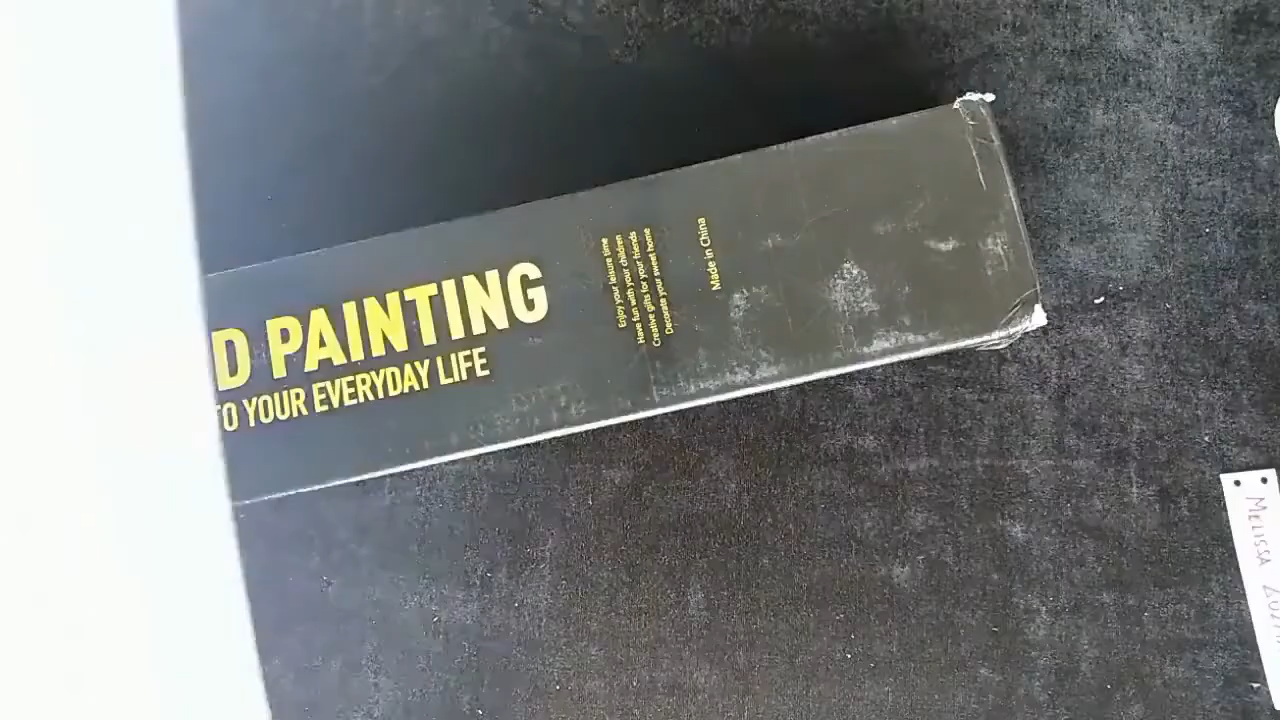 D PAINTING
TO YOUR EVERYDAY LIFE
Enjoy your leisure time
Have fun with your children
Creative gifts for your friends
Decorate your sweet home
Made in China
MELISSA